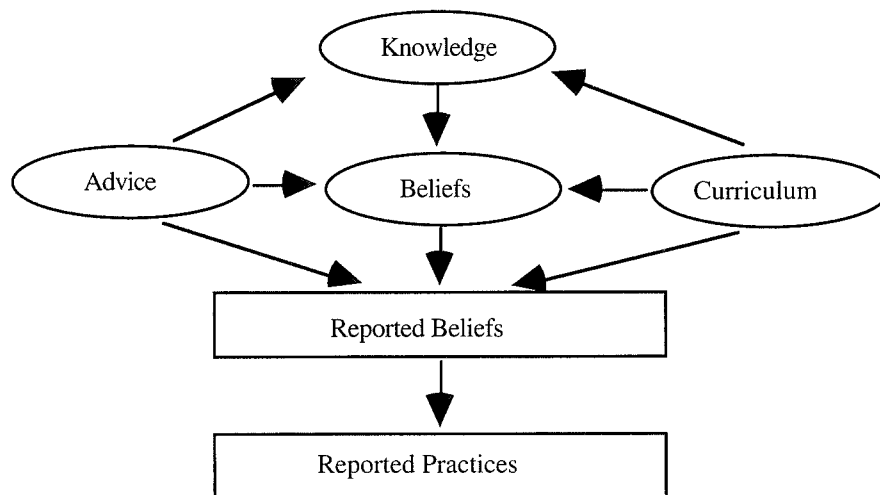 Knowledge
Advice
Beliefs
Curriculum
Reported Beliefs
Reported Practices